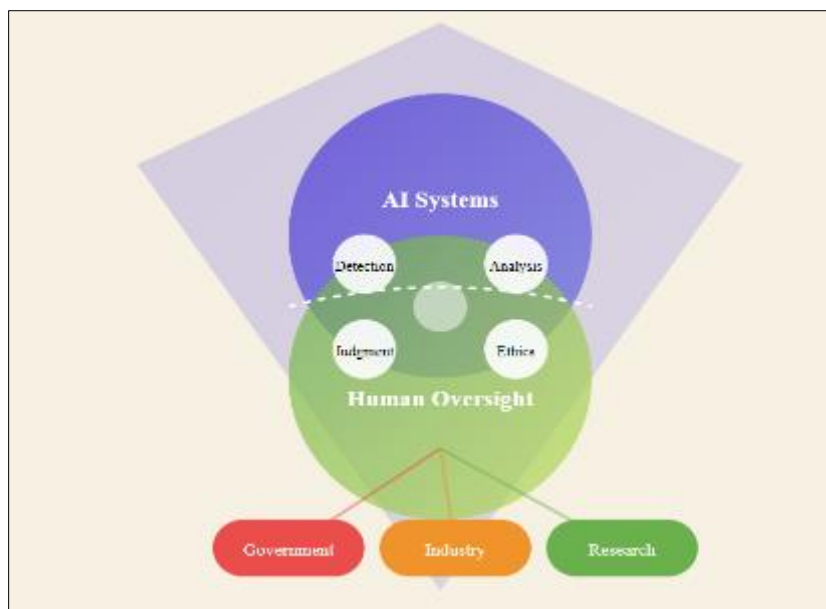 AI Systems
Detection
Analysis
Judgment
Ethics
Human Oversight
Government
Industry
Research